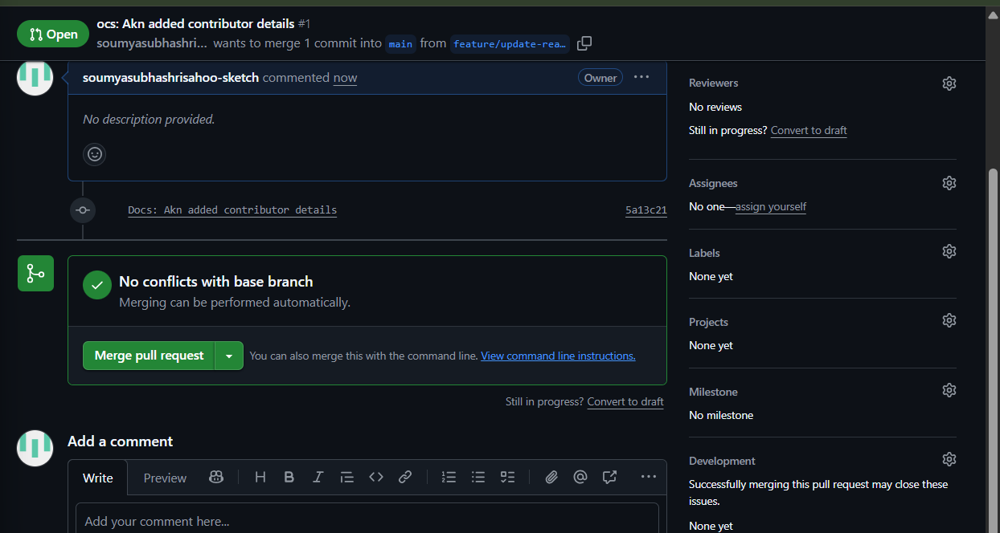 Open
ocs: Akn added contributor details #1
soumyasubhashri... wants to merge 1 commit into main from feature/update-rea…
soumyasubhashrisahoo-sketch commented now
Owner
No description provided.
Docs: Akn added contributor details
5a13c21
No conflicts with base branch
Merging can be performed automatically.
Merge pull request
You can also merge this with the command line. View command line instructions.
Still in progress? Convert to draft
Add a comment
Write
Preview
Add your comment here...
Reviewers
No reviews
Still in progress? Convert to draft
Assignees
No one—assign yourself
Labels
None yet
Projects
None yet
Milestone
No milestone
Development
Successfully merging this pull request may close these
issues.
None yet